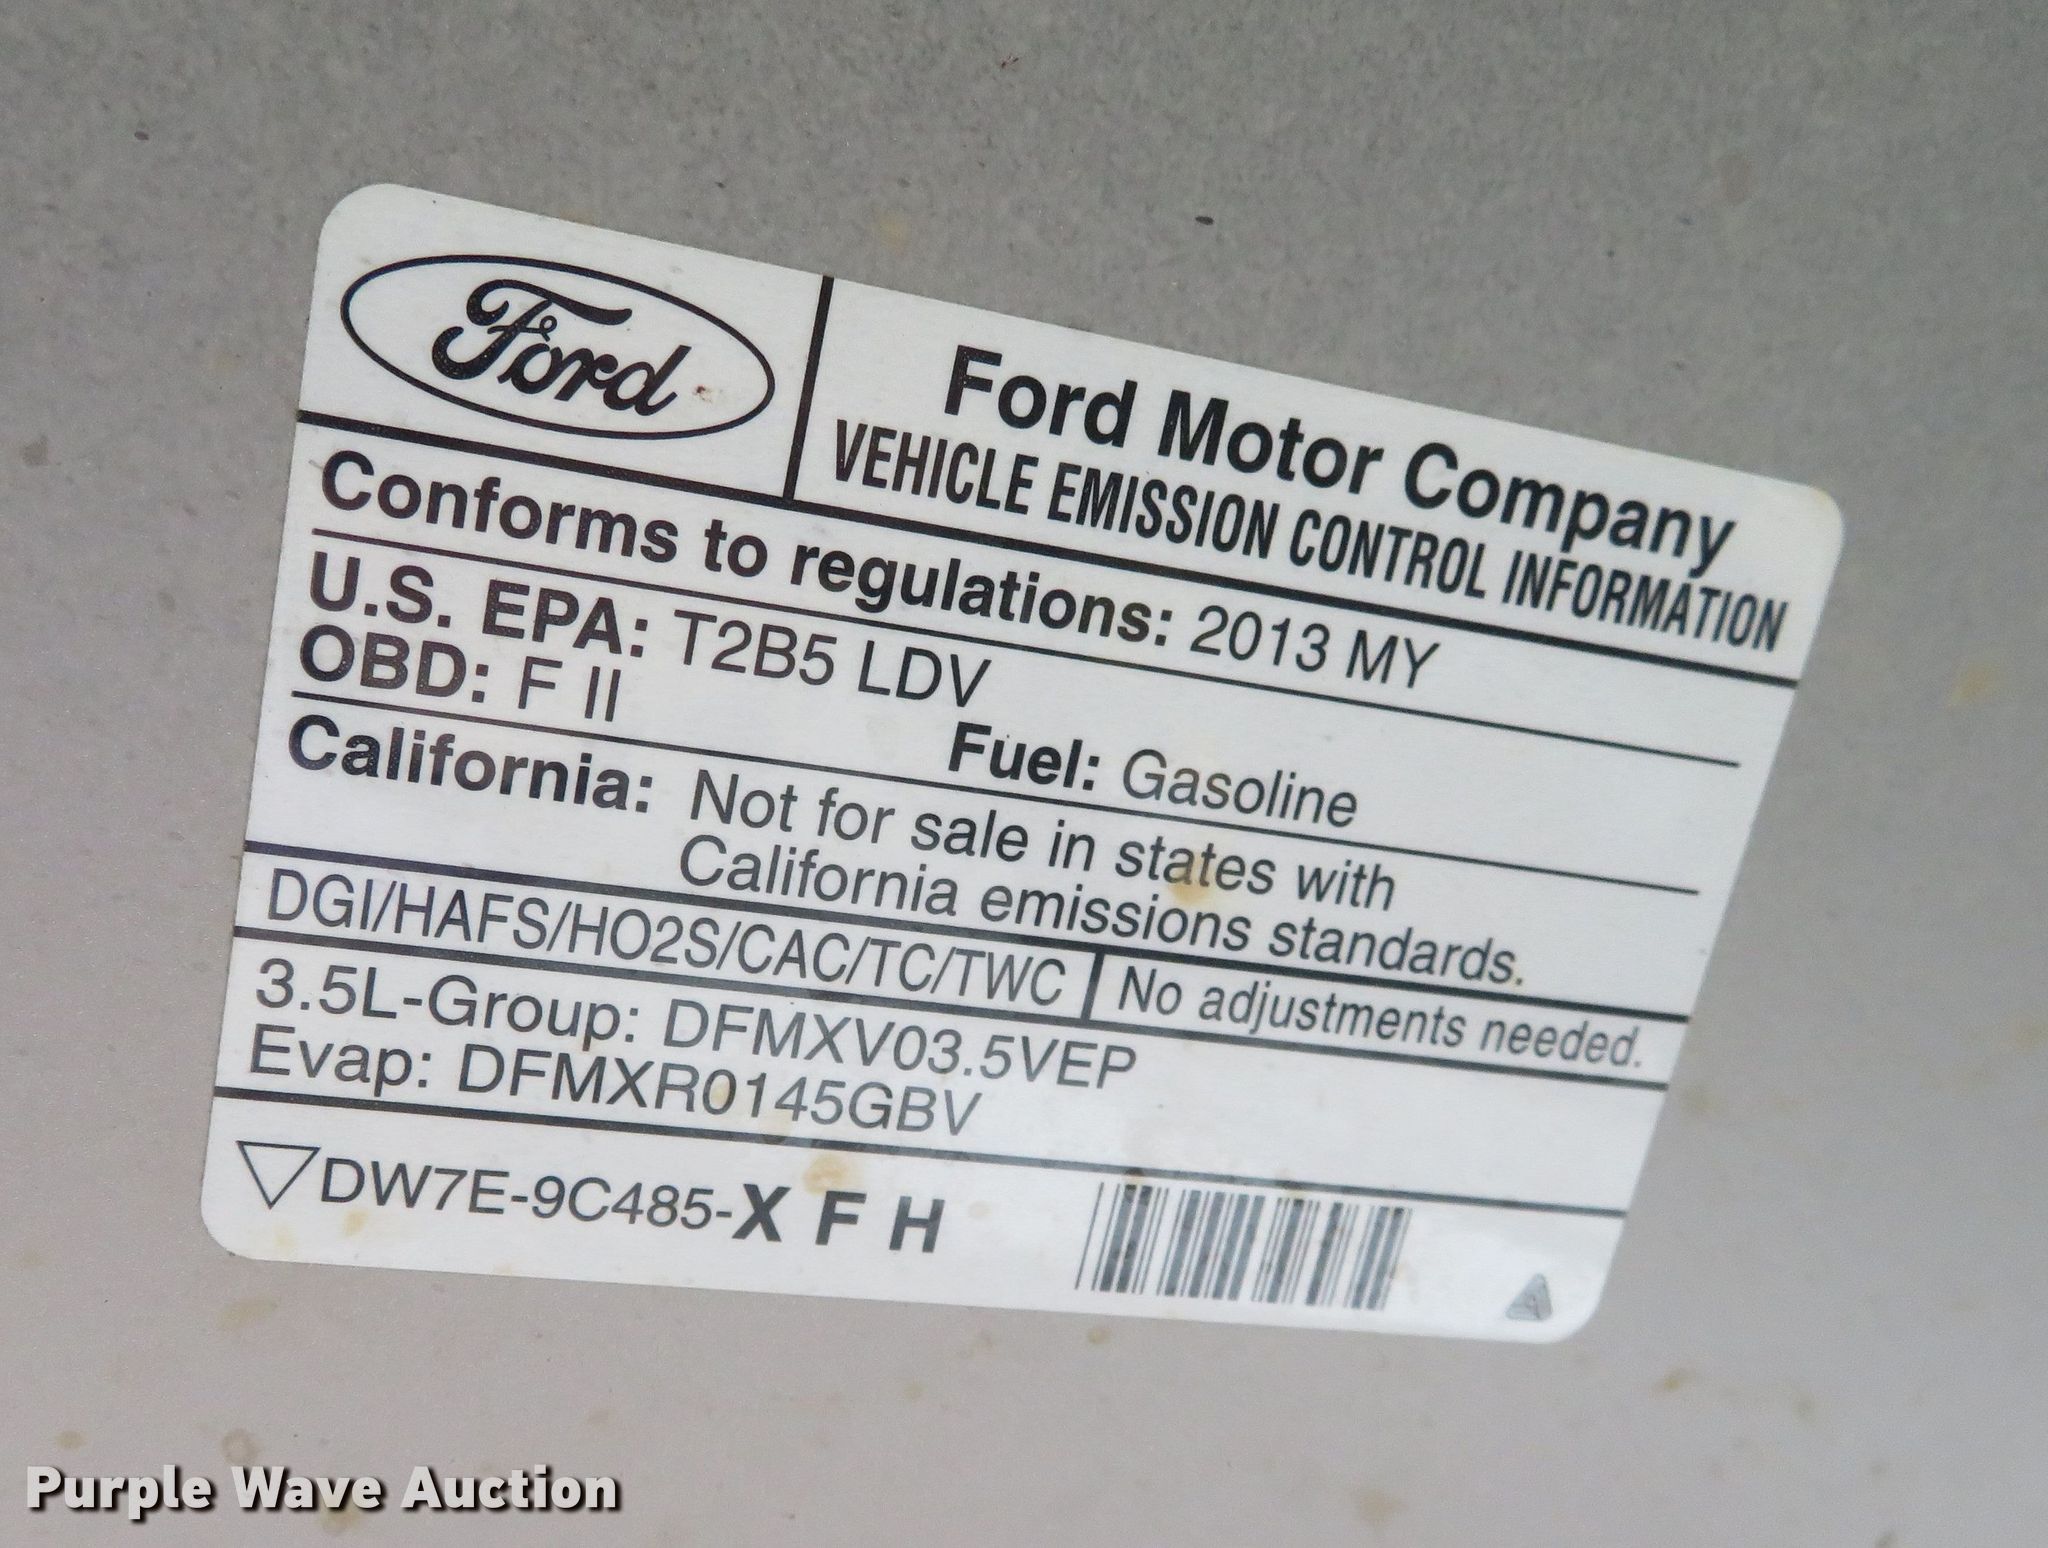 Ford
Ford Motor Company
VEHICLE EMISSION CONTROL INFORMATION
Conforms to regulations: 2013 MY
U.S. EPA: T2B5 LDV
OBD: F II
Fuel: Gasoline
California: Not for sale in states with
California emissions standards.
DGI/HAFS/HO2S/CAC/TC/TWC
No adjustments needed.
3.5L-Group: DFMXV03.5VEP
Evap: DFMXR0145GBV
DW7E-9C485-X F H
Purple Wave Auction